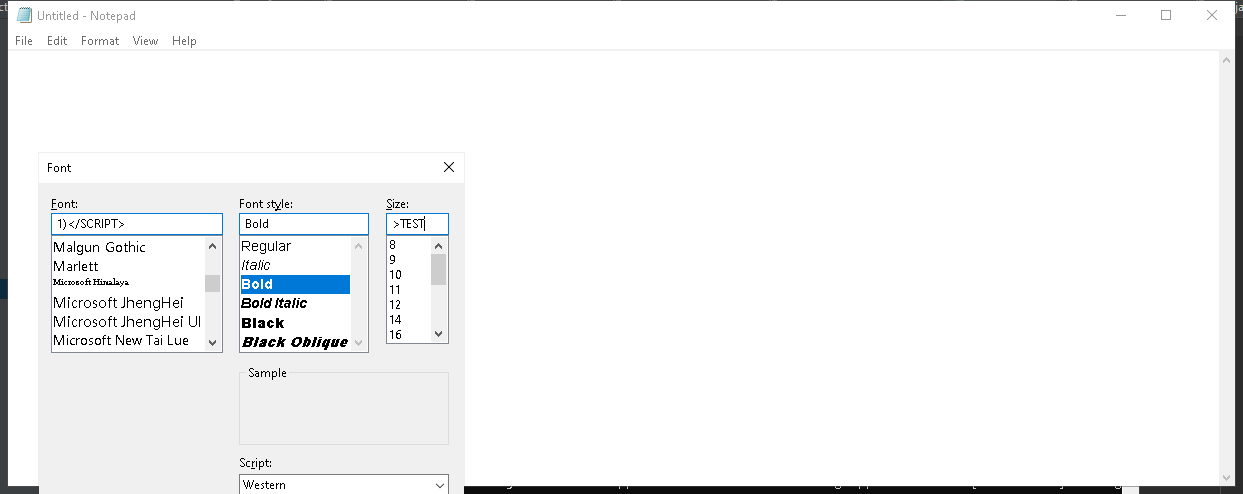 Untitled - Notepad
File Edit Format View Help
Font
Font: Font style: Size:
1)</SCRIPT> Bold >TEST
Malgun Gothic
Marlett
Microsoft Himalaya
Microsoft JhengHei
Microsoft JhengHei UI
Microsoft New Tai Lue
Regular
Italic
Bold
Bold Italic
Black
Black Oblique
8
9
10
11
12
14
16
Sample
Script:
Western